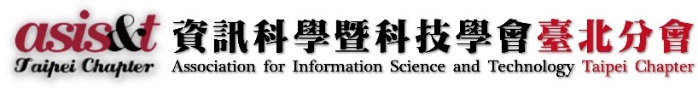 asis&t
Taipei Chapter
資訊科學暨科技學會臺北分會
Association for Information Science and Technology Taipei Chapter